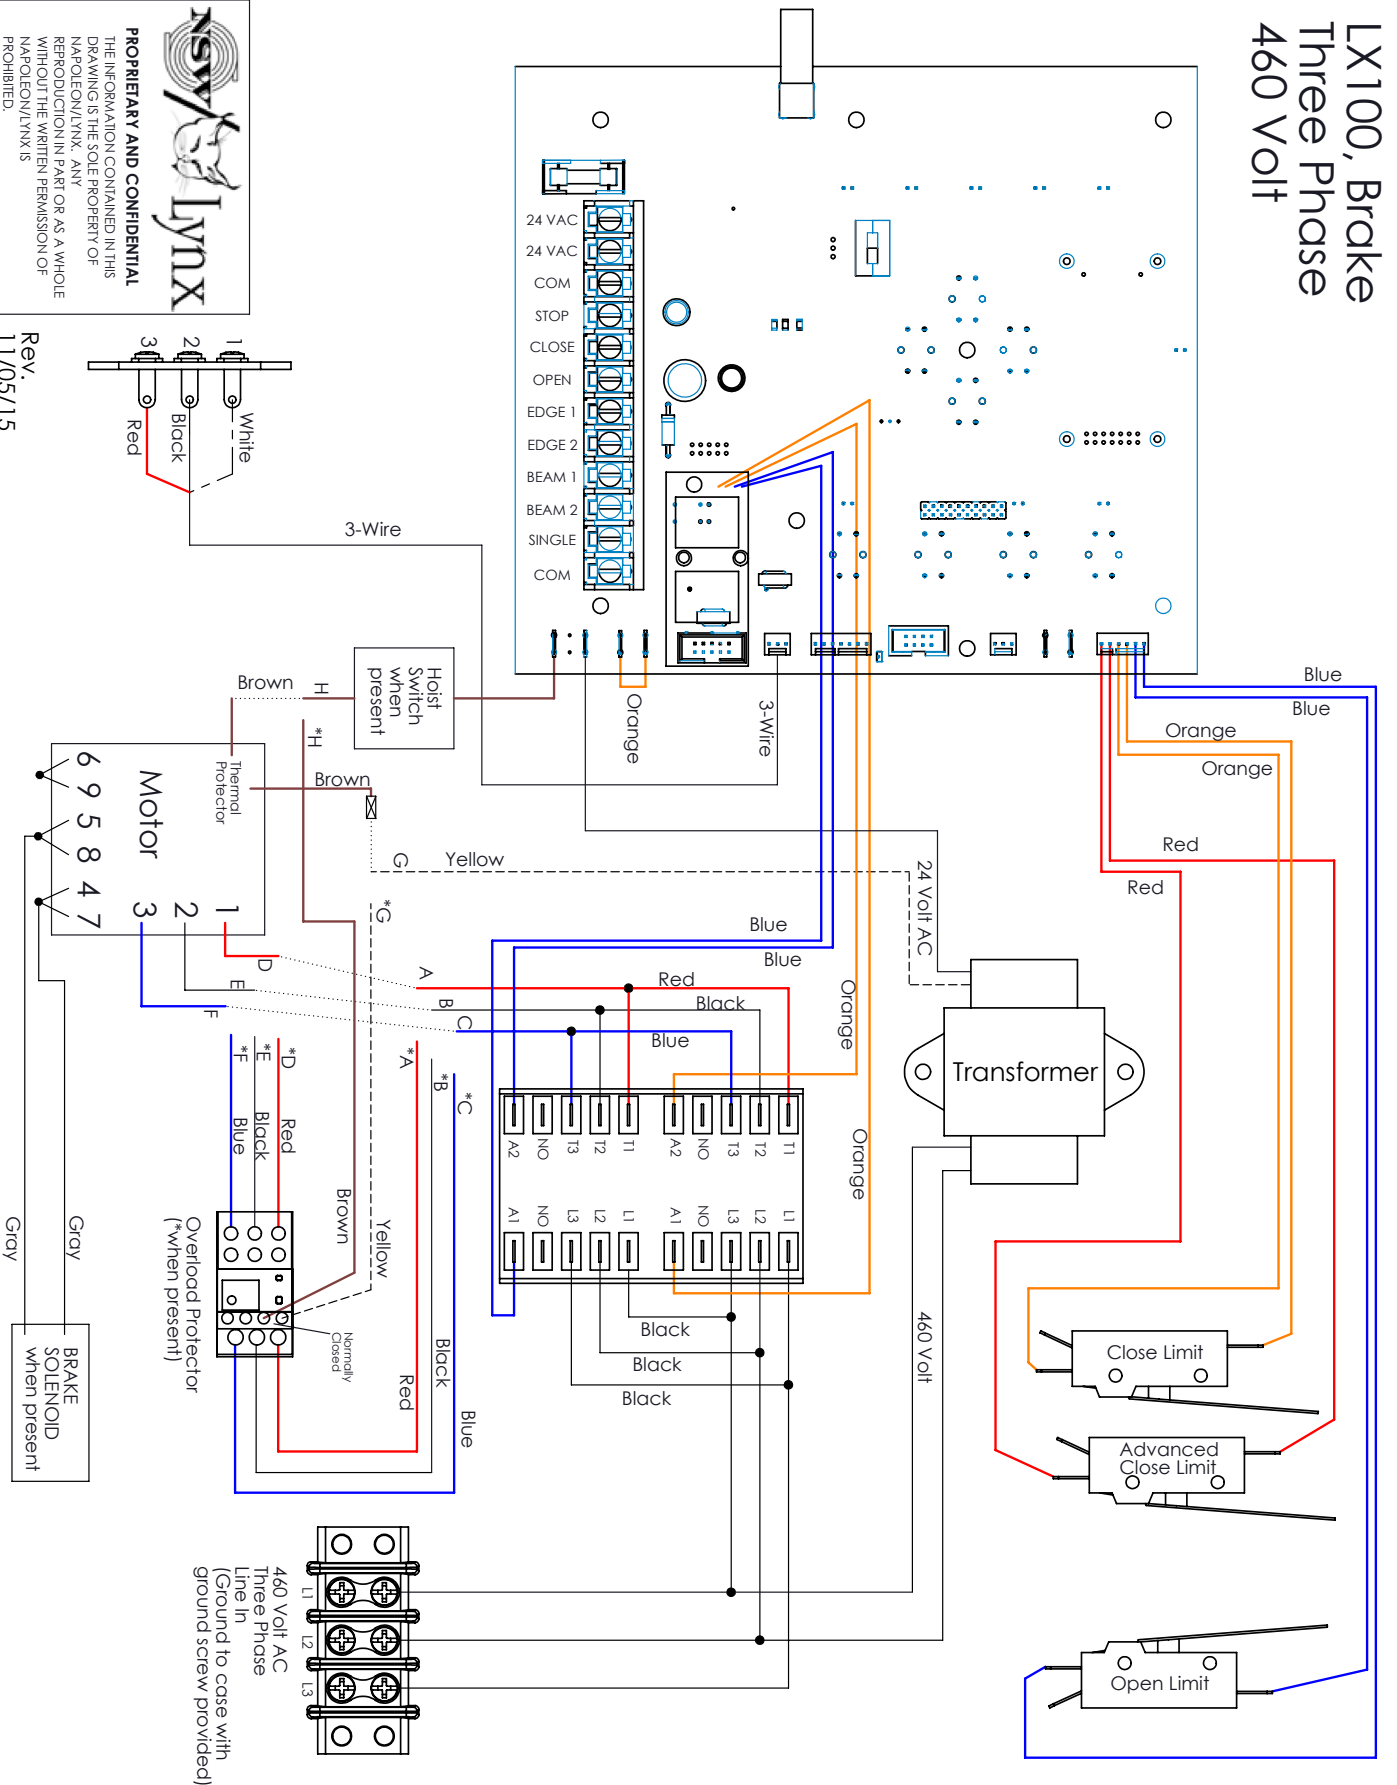 LX100, Brake
Three Phase
460 Volt
NSW
Lynx
PROPRIETARY AND CONFIDENTIAL
THE INFORMATION CONTAINED IN THIS
DRAWING IS THE SOLE PROPERTY OF
NAPOLEON/LYNX. ANY
REPRODUCTION IN PART OR AS A WHOLE
WITHOUT THE WRITTEN PERMISSION OF
NAPOLEON/LYNX IS
PROHIBITED.
Rev.
11/05/15
24 VAC
24 VAC
COM
STOP
CLOSE
OPEN
EDGE 1
EDGE 2
BEAM 1
BEAM 2
SINGLE
COM
1
2
3
White
Black
Red
3-Wire
3-Wire
Orange
Hoist
Switch
when
present
Brown
H
*H
Brown
Thermal
Protector
Motor
6 9 5 8 4 7
3
2
1
G
Yellow
*G
24 Volt AC
Blue
Blue
Orange
Orange
Red
Red
Blue
Blue
Orange
Orange
Transformer
460 Volt
D
E
F
A
B
C
Red
Black
Blue
*A
*B
*C
*D
*E
*F
Red
Black
Blue
A2
NO
T3
T2
T1
A2
NO
T3
T2
T1
A1
NO
L3
L2
L1
A1
NO
L3
L2
L1
Black
Black
Black
Brown
Yellow
Overload Protector
(*when present)
Normally
Closed
Red
Black
Blue
Gray
Gray
BRAKE
SOLENOID
when present
Close Limit
Advanced
Close Limit
Open Limit
L1
L2
L3
460 Volt AC
Three Phase
Line In
(Ground to case with
ground screw provided)